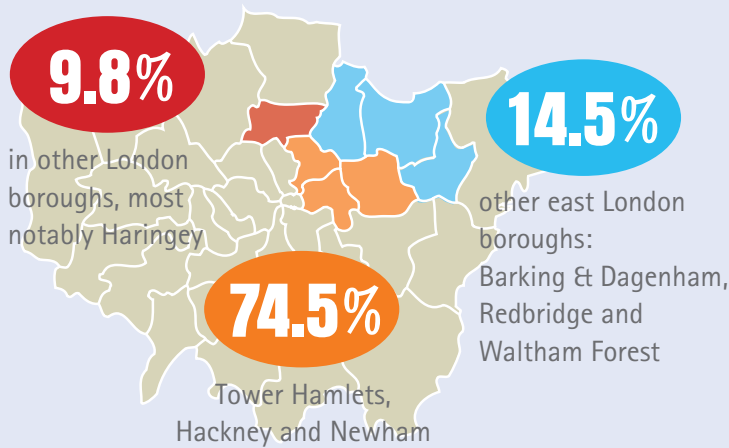 9.8%
in other London
boroughs, most
notably Haringey
14.5%
other east London
boroughs:
Barking & Dagenham,
Redbridge and
Waltham Forest
74.5%
Tower Hamlets,
Hackney and Newham